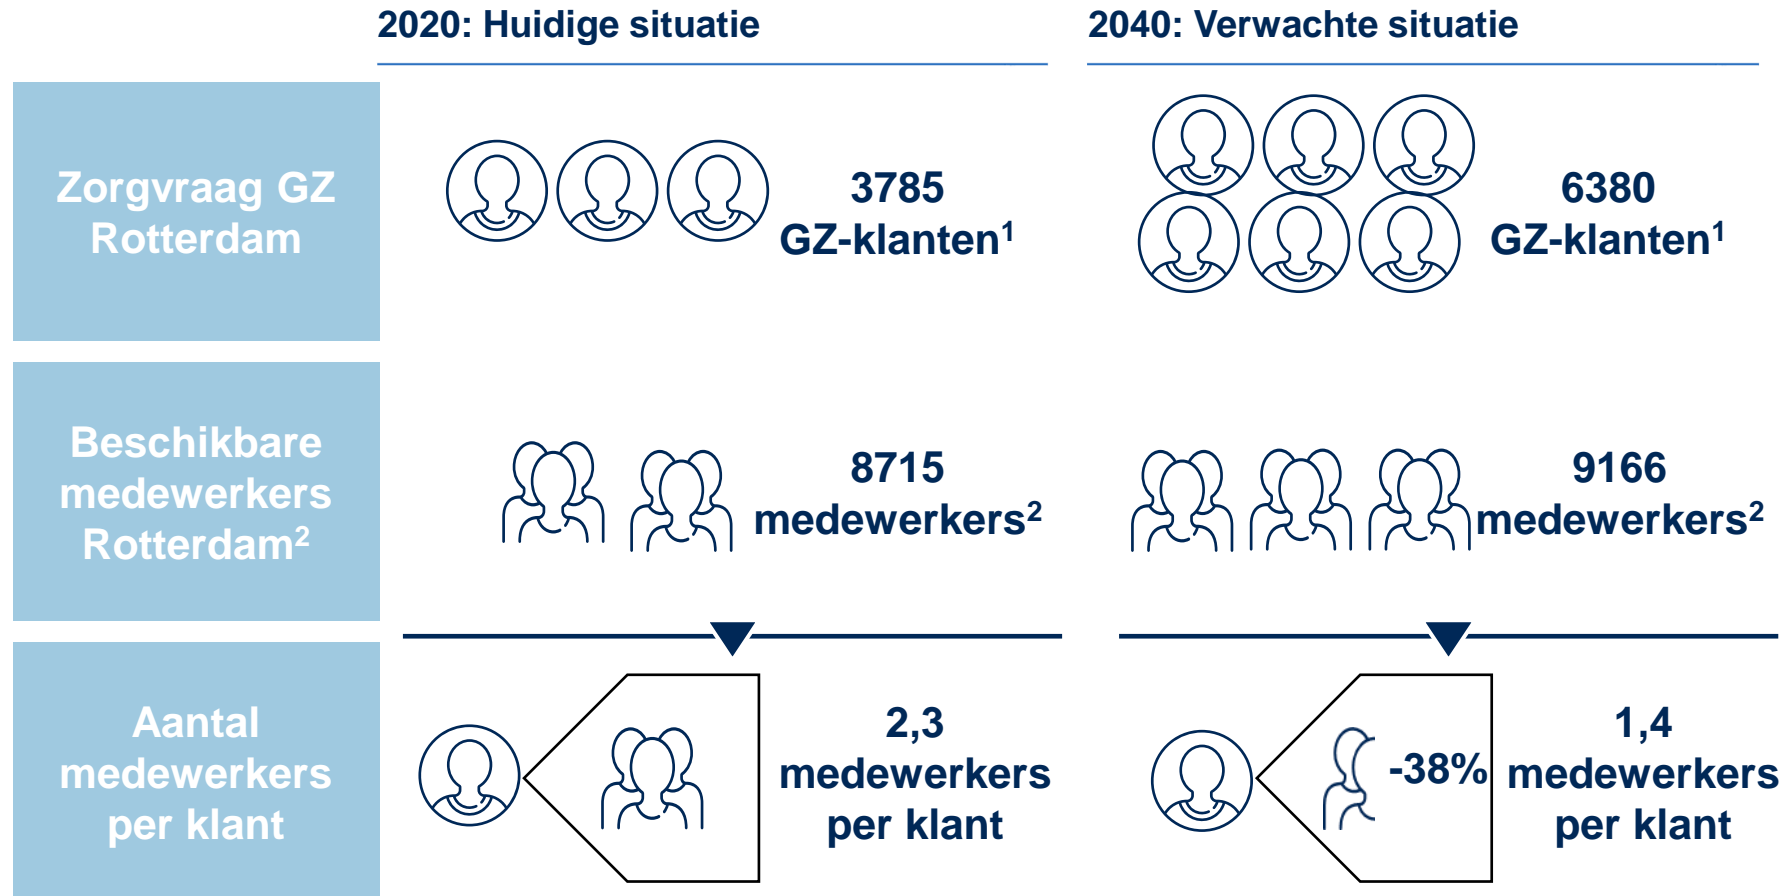 2020: Huidige situatie
2040: Verwachte situatie
Zorgvraag GZ
Rotterdam
3785
GZ-klanten¹
6380
GZ-klanten¹
Beschikbare
medewerkers
Rotterdam²
8715
medewerkers²
9166
medewerkers²
Aantal
medewerkers
per klant
2,3
medewerkers
per klant
-38%
1,4
medewerkers
per klant